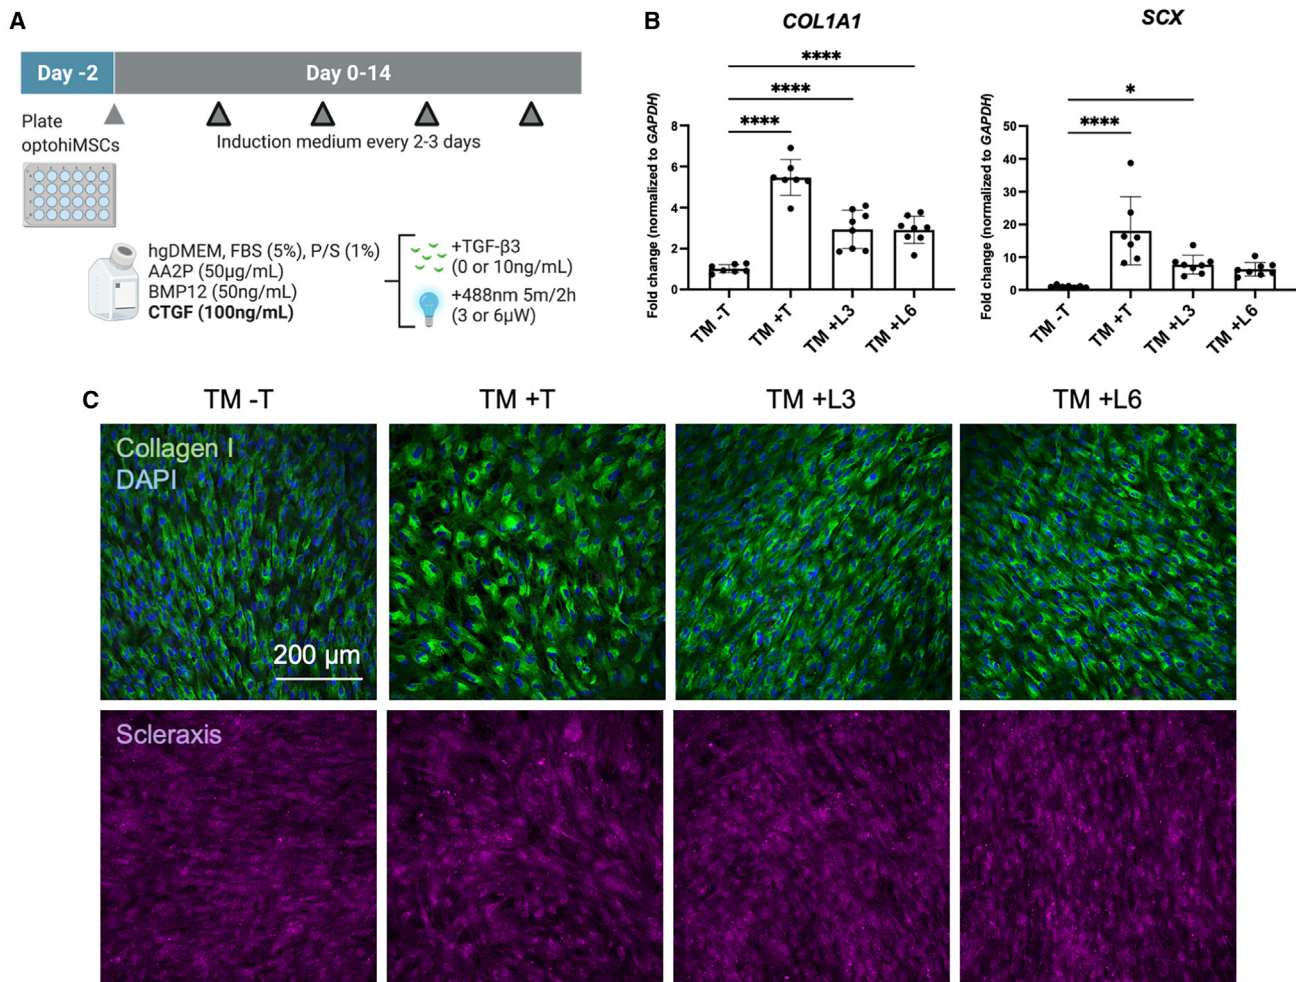 A
Day -2
Day 0-14
Plate
optohiMSCs
Induction medium every 2-3 days
hgDMEM, FBS (5%), P/S (1%)
AA2P (50µg/mL)
BMP12 (50ng/mL)
CTGF (100ng/mL)
+TGF-β3
(0 or 10ng/mL)
+488nm 5m/2h
(3 or 6µW)
B
COL1A1
****
****
****
Fold change (normalized to GAPDH)
8
6
4
2
0
TM -T
TM +T
TM +L3
TM +L6
SCX
*
****
Fold change (normalized to GAPDH)
50
40
30
20
10
0
TM -T
TM +T
TM +L3
TM +L6
C
TM -T
TM +T
TM +L3
TM +L6
Collagen I
DAPI
200 µm
Scleraxis